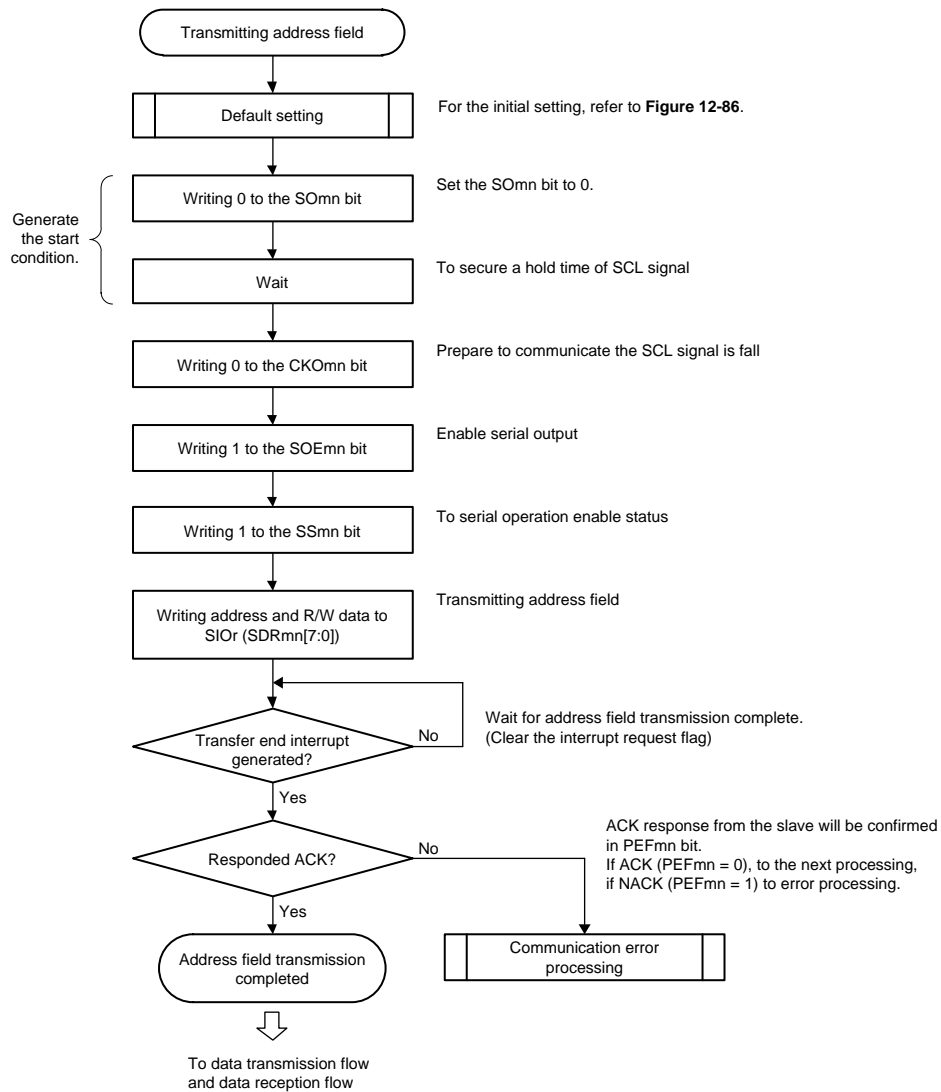 Transmitting address field
Default setting
For the initial setting, refer to Figure 12-86.
Generate
the start
condition.
Writing 0 to the SOmn bit
Set the SOmn bit to 0.
Wait
To secure a hold time of SCL signal
Writing 0 to the CKOmn bit
Prepare to communicate the SCL signal is fall
Writing 1 to the SOEmn bit
Enable serial output
Writing 1 to the SSmn bit
To serial operation enable status
Writing address and R/W data to
SIOr (SDRmn[7:0])
Transmitting address field
Transfer end interrupt
generated?
No
Wait for address field transmission complete.
(Clear the interrupt request flag)
Yes
Responded ACK?
No
ACK response from the slave will be confirmed
in PEFmn bit.
If ACK (PEFmn = 0), to the next processing,
if NACK (PEFmn = 1) to error processing.
Yes
Address field transmission
completed
Communication error
processing
To data transmission flow
and data reception flow